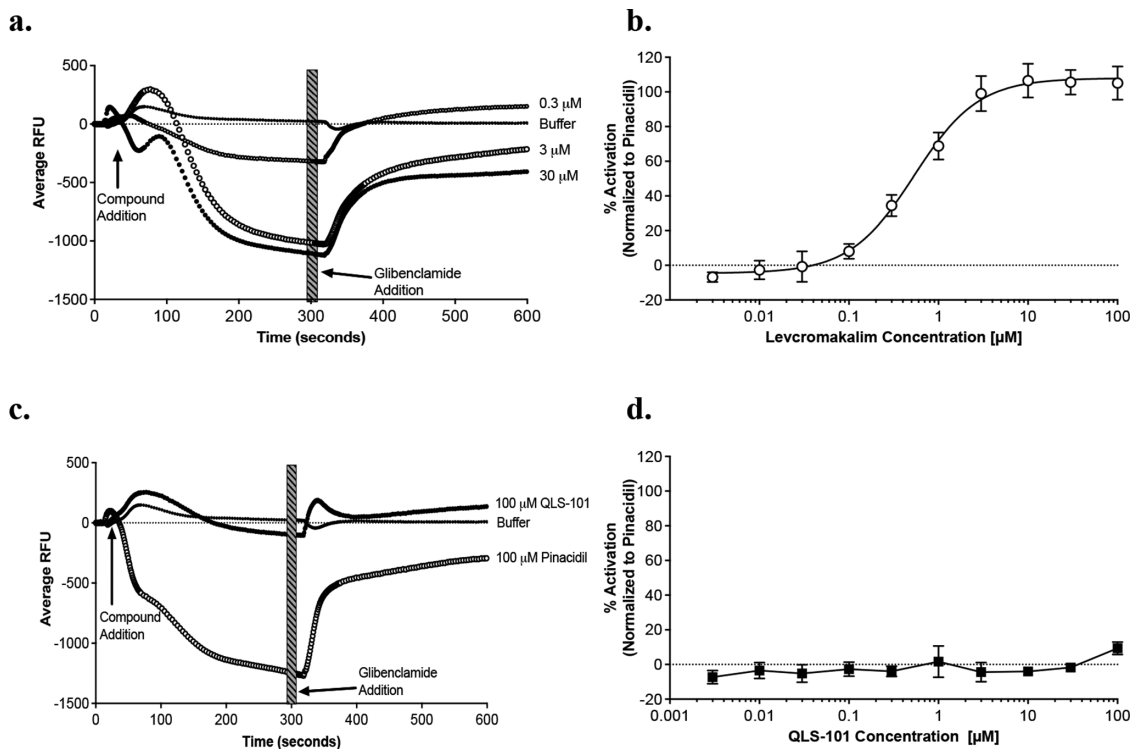 a.
500
0
-500
-1000
-1500
0
100
200
300
400
500
600
Average RFU
Time (seconds)
Compound
Addition
Glibenclamide
Addition
0.3 µM
Buffer
3 µM
30 µM
b.
120
100
80
60
40
20
0
-20
0.01
0.1
1
10
100
% Activation
(Normalized to Pinacidil)
Levcromakalim Concentration [µM]
c.
500
0
-500
-1000
-1500
0
100
200
300
400
500
600
Average RFU
Time (seconds)
Compound
Addition
Glibenclamide
Addition
100 µM QLS-101
Buffer
100 µM Pinacidil
d.
120
100
80
60
40
20
0
-20
0.001
0.01
0.1
1
10
100
% Activation
(Normalized to Pinacidil)
QLS-101 Concentration [µM]